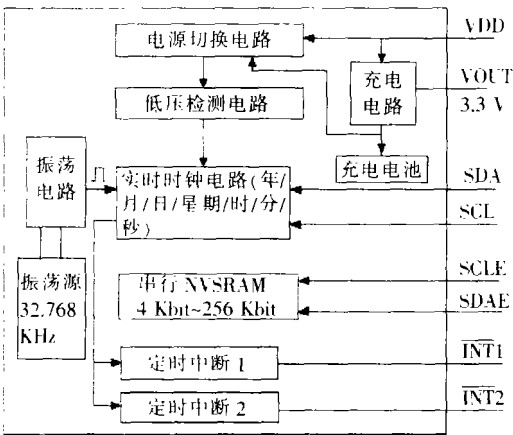 电源切换电路
VDD
充电
电路
VOUT
3.3 V
低压检测电路
充电电池
振荡
电路
实时时钟电路(年/
月/日/星期/时/分/
秒)
SDA
SCL
振荡源
32.768
KHz
串行 NVSRAM
4 Kbit~256 Kbit
SCLE
SDAE
定时中断 1
INT1
定时中断 2
INT2